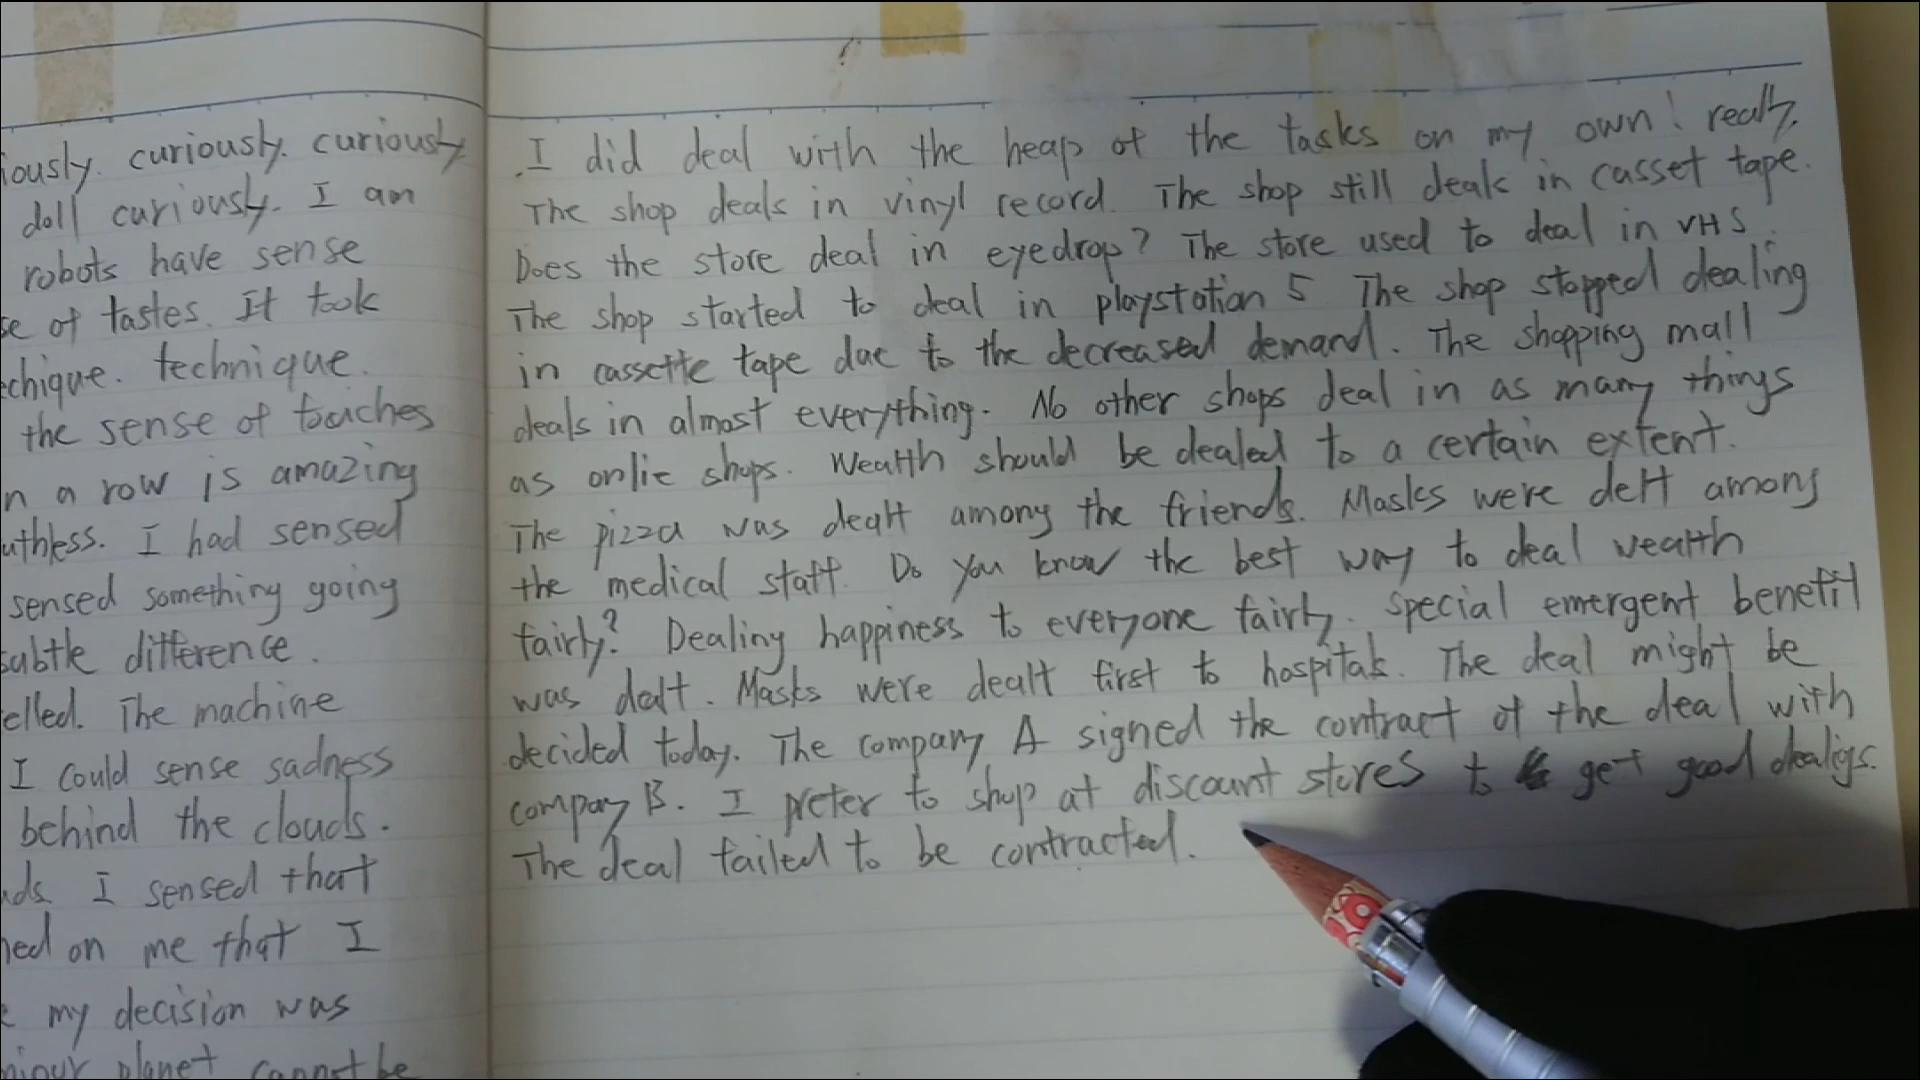 iously. curiously. curiously.
doll curiously. I am
robots have sense
se of tastes. It took
echique. technique.
the sense of touches
n a row is amazing
uthless. I had sensed
sensed something going
subtle difference.
elled. The machine
I could sense sadness
behind the clouds.
ads. I sensed that
ned on me that I
my decision was
minour planet cannot be
I did deal with the heap of the tasks on my own! really.
The shop deals in vinyl record. The shop still deals in casset tape.
Does the store deal in eyedrop? The store used to deal in VHS.
The shop started to deal in playstation 5 The shop stopped dealing
in cassette tape due to the decreased demand. The shopping mall
deals in almost everything. No other shops deal in as many things
as onlie shops. Wealth should be dealed to a certain extent.
The pizza was dealt among the friends. Masks were delt among
the medical staff. Do you know the best way to deal wealth
fairly? Dealing happiness to everyone fairly. Special emergent benefit
was dalt. Masks were dealt first to hospitals. The deal might be
decided today. The company A signed the contract of the deal with
company B. I prefer to shop at discount stores to get good dealigs.
The deal failed to be contracted.